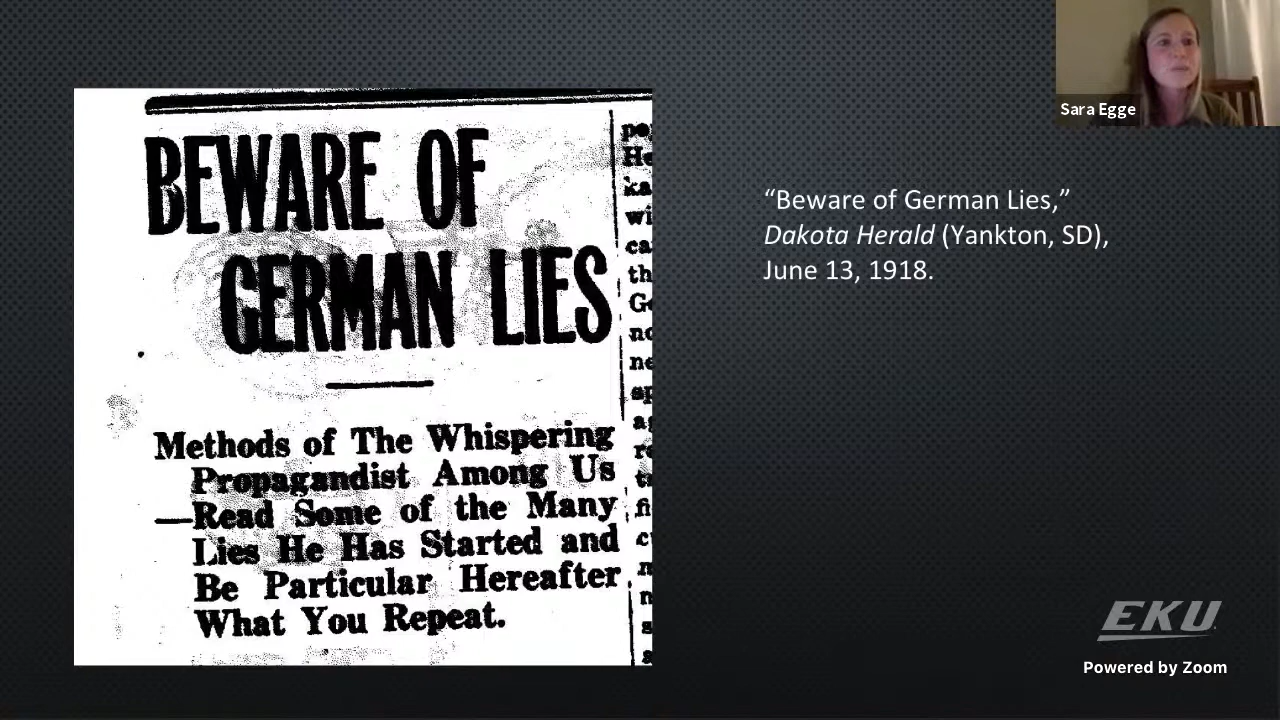 BEWARE OF
GERMAN LIES
Methods of The Whispering
Propagandist Among Us
—Read Some of the Many
Lies He Has Started and
Be Particular Hereafter
What You Repeat.
Sara Egge
“Beware of German Lies,”
Dakota Herald (Yankton, SD),
June 13, 1918.
EKU
Powered by Zoom